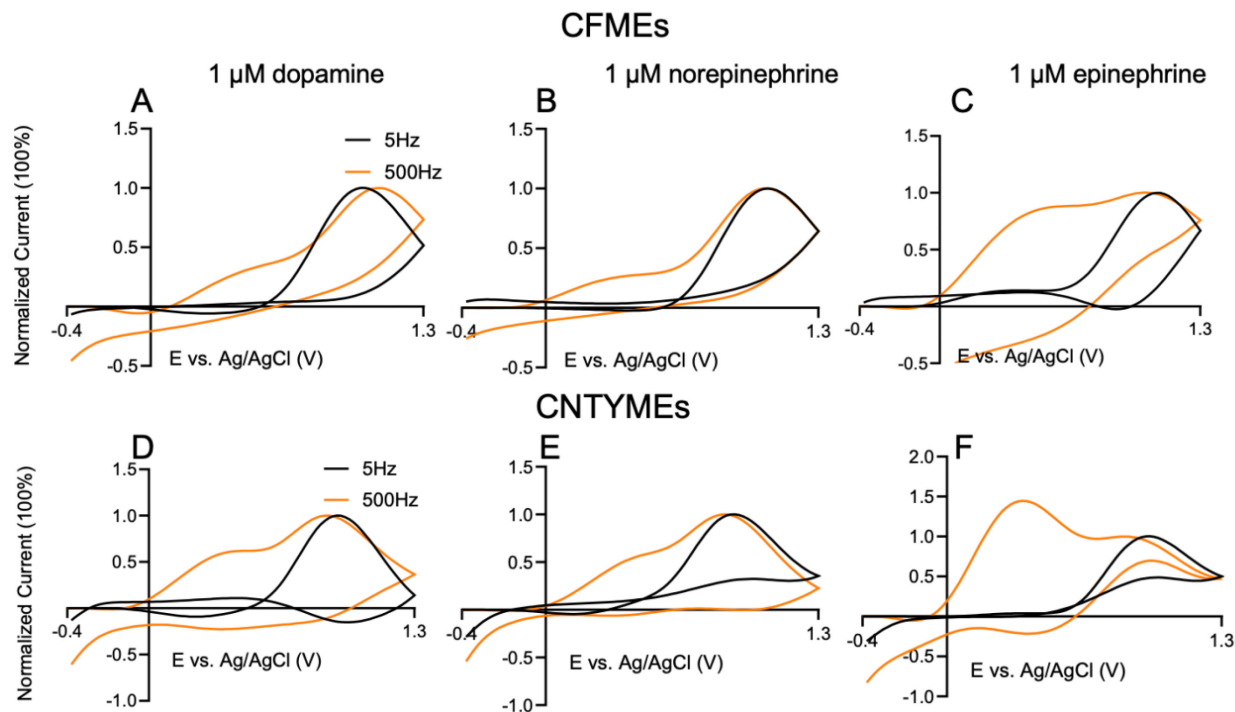 CFMEs
1 µM dopamine
1 µM norepinephrine
1 µM epinephrine
A
B
C
Normalized Current (100%)
1.5
1.0
0.5
-0.5
-0.4
1.3
5Hz
500Hz
E vs. Ag/AgCl (V)
1.5
1.0
0.5
-0.5
-0.4
1.3
E vs. Ag/AgCl (V)
1.5
1.0
0.5
-0.5
-0.4
1.3
E vs. Ag/AgCl (V)
CNTYMEs
D
E
F
Normalized Current (100%)
1.5
1.0
0.5
-0.5
-1.0
-0.4
1.3
5Hz
500Hz
E vs. Ag/AgCl (V)
1.5
1.0
0.5
-0.5
-1.0
-0.4
1.3
E vs. Ag/AgCl (V)
2.0
1.5
1.0
0.5
-0.5
-1.0
-0.4
1.3
E vs. Ag/AgCl (V)